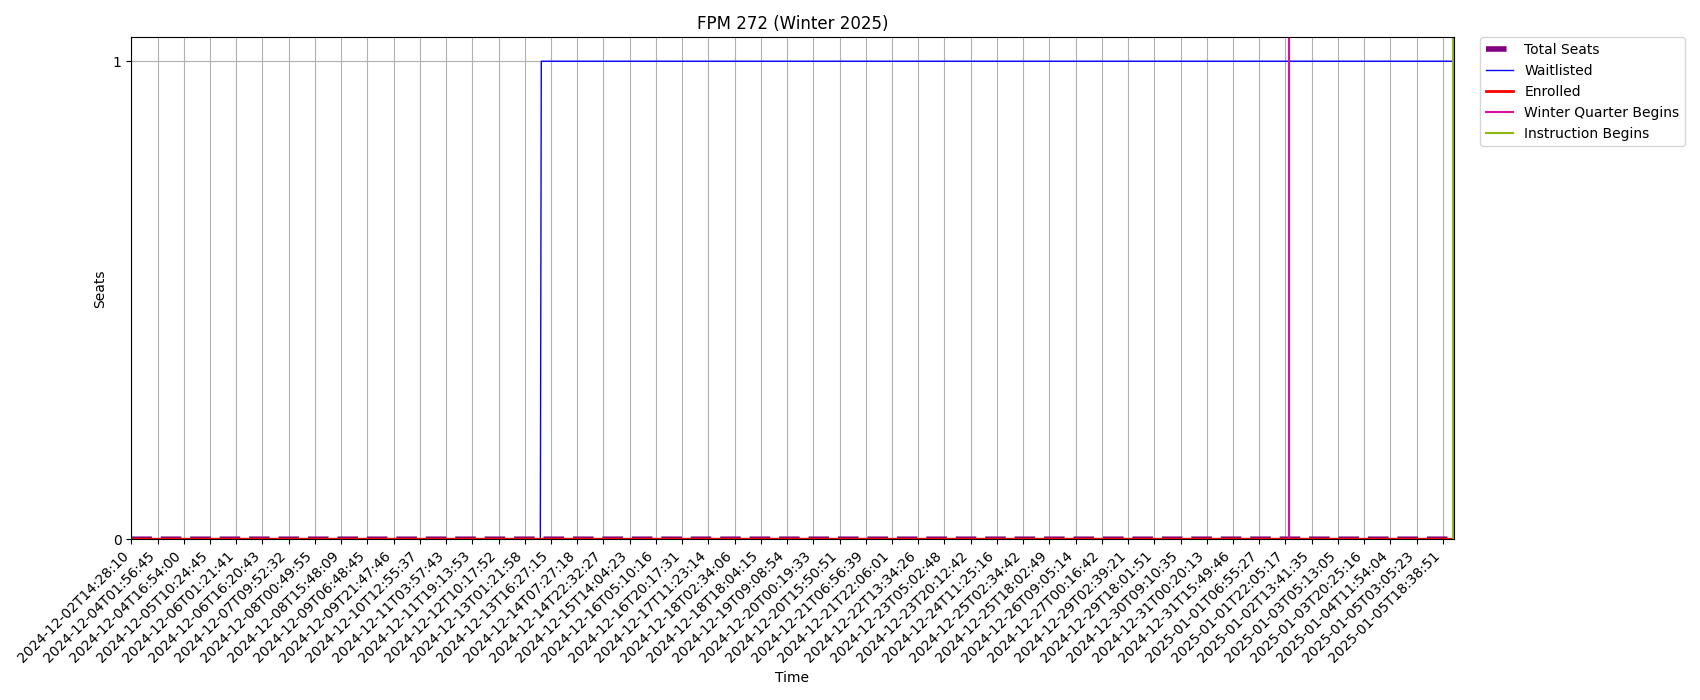 FPM 272 (Winter 2025)
Total Seats
Waitlisted
Enrolled
Winter Quarter Begins
Instruction Begins
1
0
Seats
2024-12-02T14:28:10
2024-12-04T01:56:45
2024-12-04T16:54:00
2024-12-05T10:24:45
2024-12-06T01:21:41
2024-12-06T16:20:43
2024-12-07T09:52:32
2024-12-08T00:49:55
2024-12-08T15:48:09
2024-12-09T06:48:45
2024-12-09T21:47:46
2024-12-10T12:55:37
2024-12-11T03:57:43
2024-12-11T19:13:53
2024-12-12T10:17:52
2024-12-13T01:21:58
2024-12-13T16:27:15
2024-12-14T07:27:18
2024-12-14T22:32:27
2024-12-15T14:04:23
2024-12-16T05:10:16
2024-12-16T20:17:31
2024-12-17T11:23:14
2024-12-18T02:34:06
2024-12-18T18:04:15
2024-12-19T09:08:54
2024-12-20T00:19:33
2024-12-20T15:50:51
2024-12-21T06:56:39
2024-12-21T22:06:01
2024-12-22T13:34:26
2024-12-23T05:02:48
2024-12-23T20:12:42
2024-12-24T11:25:16
2024-12-25T02:34:42
2024-12-25T18:02:49
2024-12-26T09:05:14
2024-12-27T00:16:42
2024-12-29T02:39:21
2024-12-29T18:01:51
2024-12-30T09:10:35
2024-12-31T00:20:13
2024-12-31T15:49:46
2025-01-01T06:55:27
2025-01-01T22:05:17
2025-01-02T13:41:35
2025-01-03T05:13:05
2025-01-03T20:25:16
2025-01-04T11:54:04
2025-01-05T03:05:23
2025-01-05T18:38:51
Time